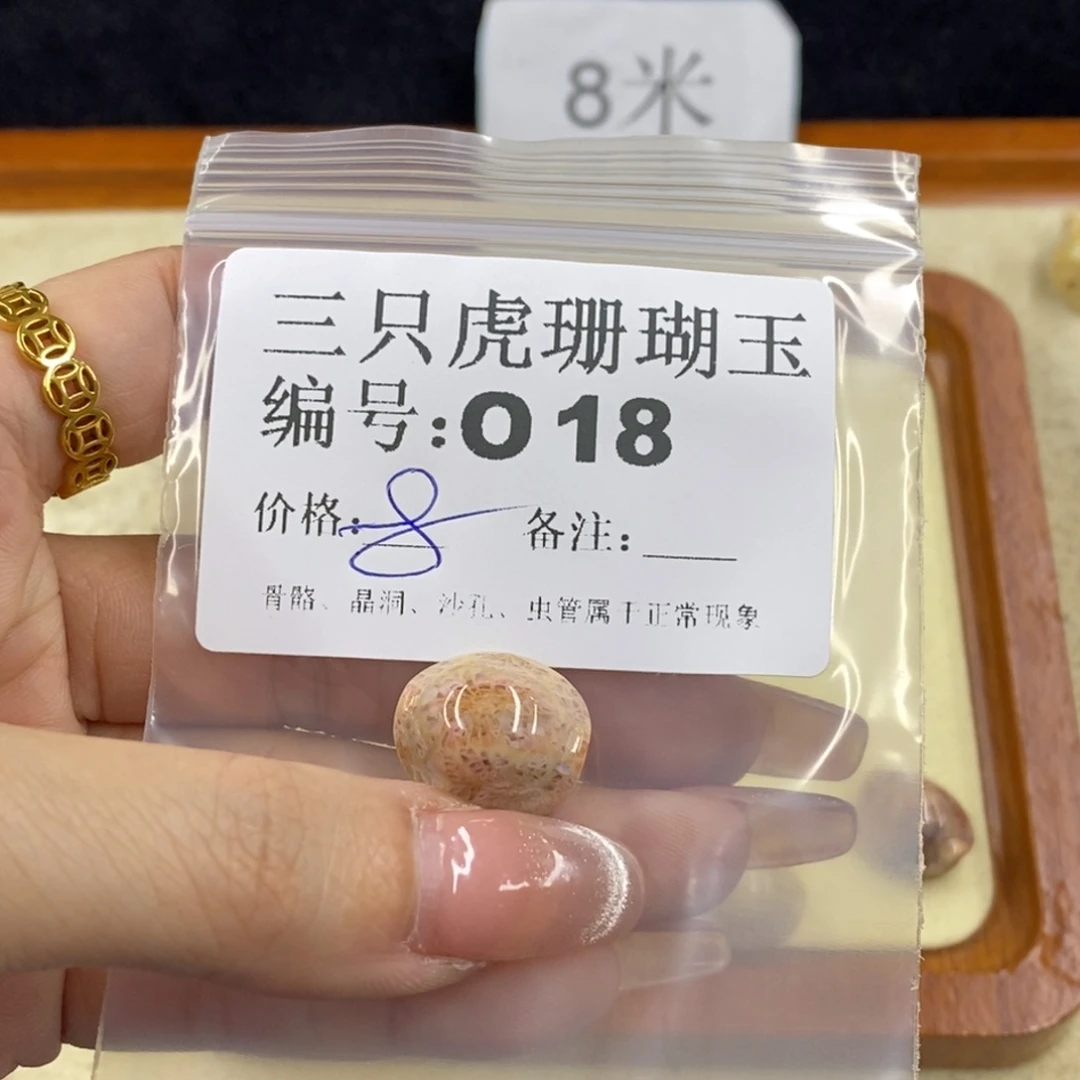 8米
三只虎珊瑚玉
编号:018
价格:8 备注:____
骨骼、晶洞、沙孔、虫管属于正常现象